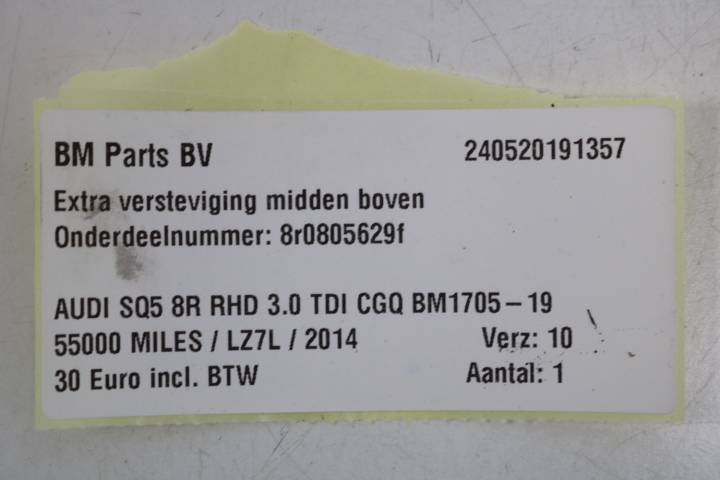 BM Parts BV 240520191357
Extra versteviging midden boven
Onderdeelnummer: 8r0805629f
AUDI SQ5 8R RHD 3.0 TDI CGQ BM1705-19
55000 MILES / LZ7L / 2014 Verz: 10
30 Euro incl. BTW Aantal: 1